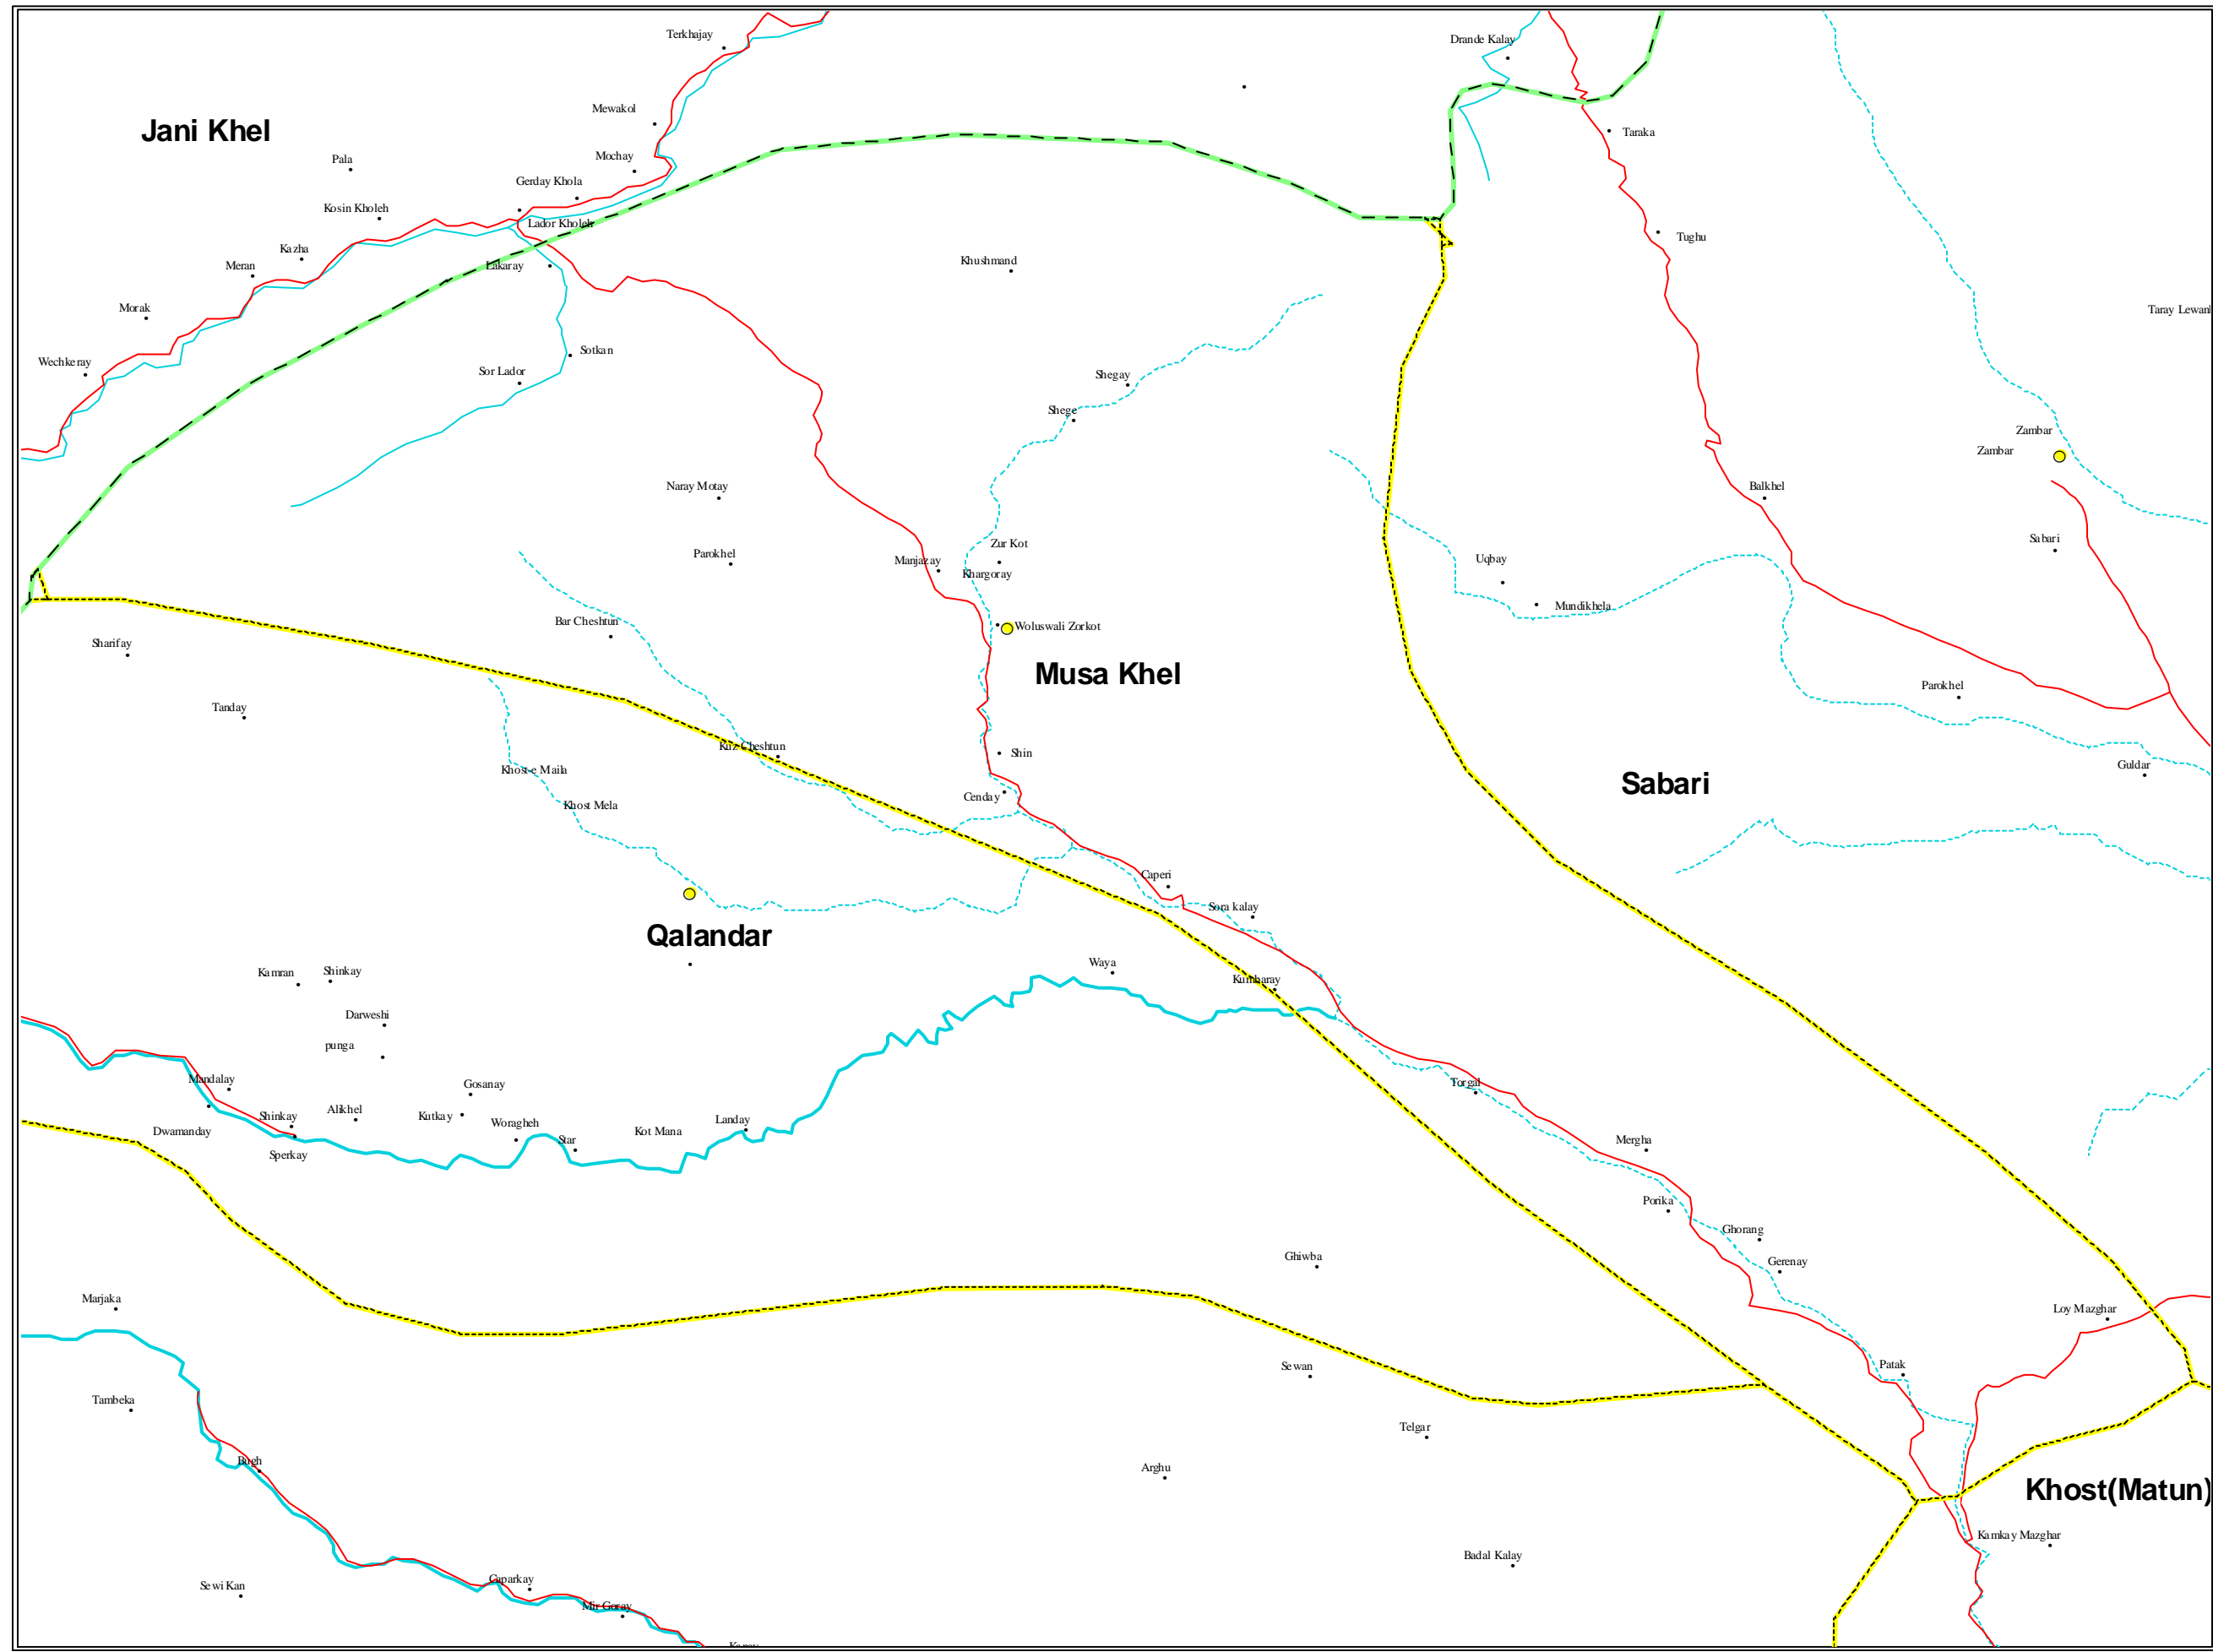 Terkhajay
Drande Kalay
Mewakol
Jani Khel
Taraka
Pala
Mochay
Gerday Khola
Kosin Kholeh
Lador Kholeh
Tughu
Kazha
Meran
Lakaray
Khushmand
Morak
Taray Lewan
Sotkan
Wechkeray
Sor Lador
Shegay
Shege
Zambar
Zambar
Naray Motay
Balkhel
Zur Kot
Sabari
Parokhel
Manjazay
Khargoray
Uqbay
Mundikhela
Bar Cheshtun
Woluswali Zorkot
Sharifay
Musa Khel
Parokhel
Tanday
Kuz Cheshtun
Shin
Khost-e Maila
Guldar
Sabari
Khost Mela
Cenday
Caperi
Sora kalay
Qalandar
Waya
Kamran
Shinkay
Kumbaray
Darweshi
punga
Mandalay
Gosanay
Torgal
Shinkay
Alikhel
Kutkay
Woragheh
Landay
Dwamanday
Star
Kot Mana
Mergha
Sperkay
Porika
Ghorang
Ghiwba
Gerenay
Marjaka
Loy Mazghar
Sewan
Patak
Tambeka
Telgar
Bugh
Arghu
Khost(Matun)
Kamkay Mazghar
Badal Kalay
Sewi Kan
Caparkay
Mir Goray